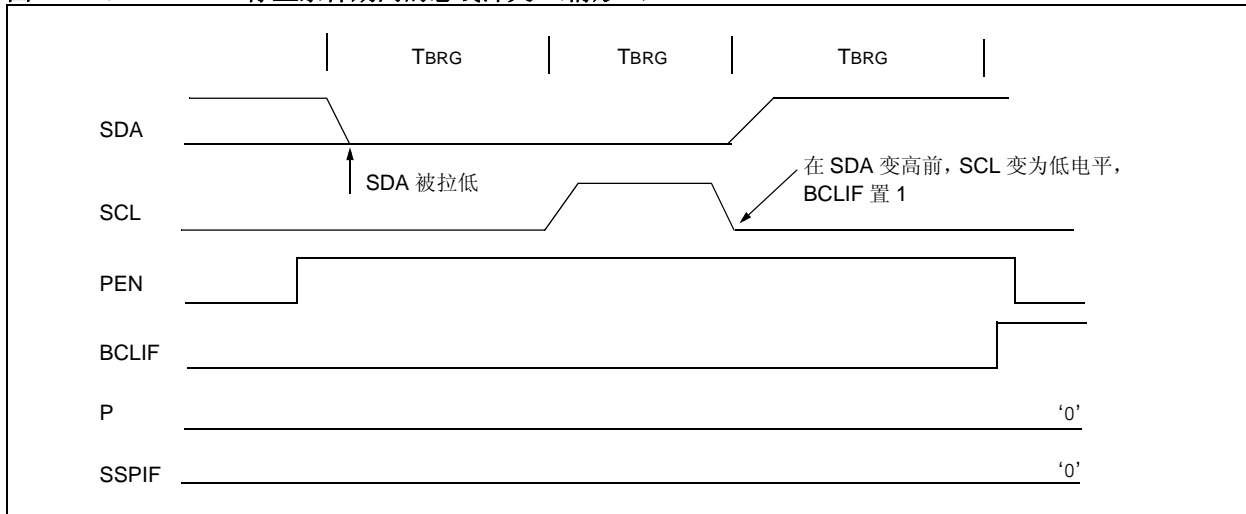 TBRG TBRG TBRG
SDA
SDA 被拉低
在 SDA 变高前，SCL 变为低电平，
BCLIF 置 1
SCL
PEN
BCLIF
P ‘0’
SSPIF ‘0’